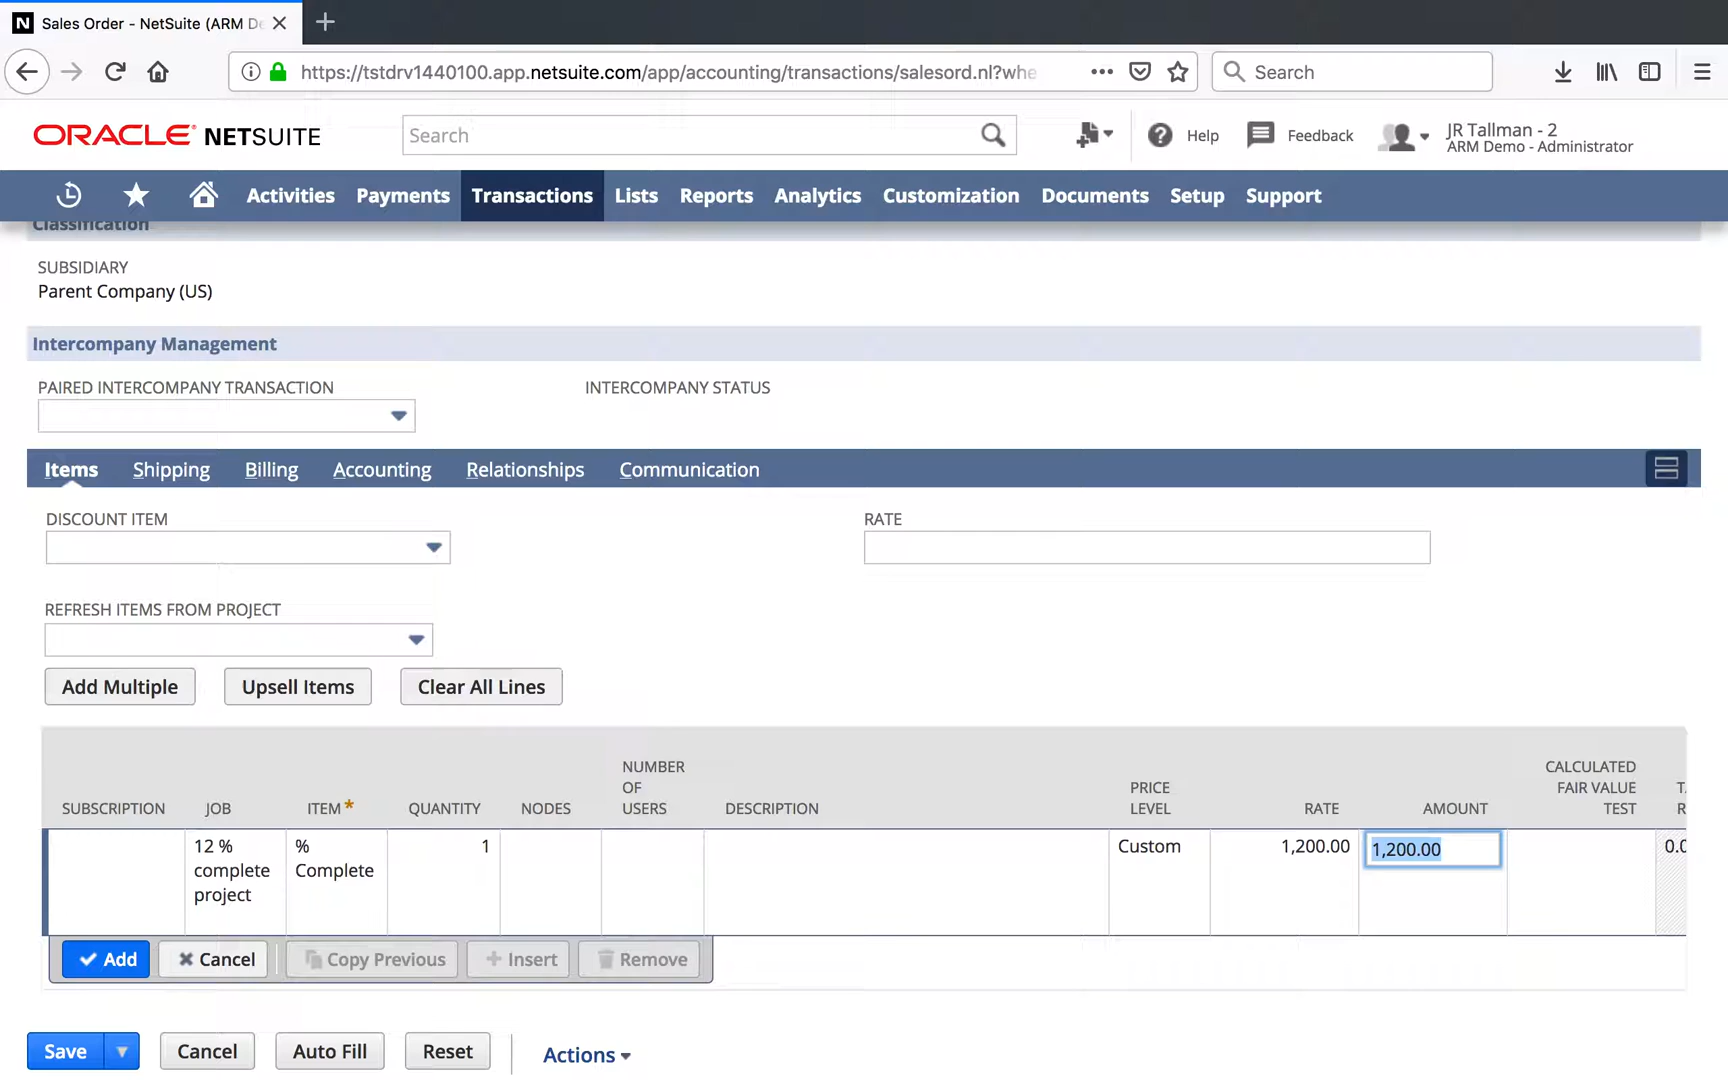 N Sales Order - NetSuite (ARM De
https://tstdrv1440100.app.netsuite.com/app/accounting/transactions/salesord.nl?whe
Search
ORACLE NETSUITE
Search
Help
Feedback
JR Tallman - 2
ARM Demo - Administrator
Activities Payments Transactions Lists Reports Analytics Customization Documents Setup Support
Classification
SUBSIDIARY
Parent Company (US)
Intercompany Management
PAIRED INTERCOMPANY TRANSACTION
INTERCOMPANY STATUS
Items Shipping Billing Accounting Relationships Communication
DISCOUNT ITEM
RATE
REFRESH ITEMS FROM PROJECT
Add Multiple Upsell Items Clear All Lines
SUBSCRIPTION JOB ITEM* QUANTITY NODES
NUMBER
OF
USERS
DESCRIPTION
PRICE
LEVEL
RATE AMOUNT
CALCULATED
FAIR VALUE
TEST
12 %
complete
project
%
Complete
1
Custom 1,200.00 1,200.00
Add Cancel Copy Previous Insert Remove
Save Cancel Auto Fill Reset Actions